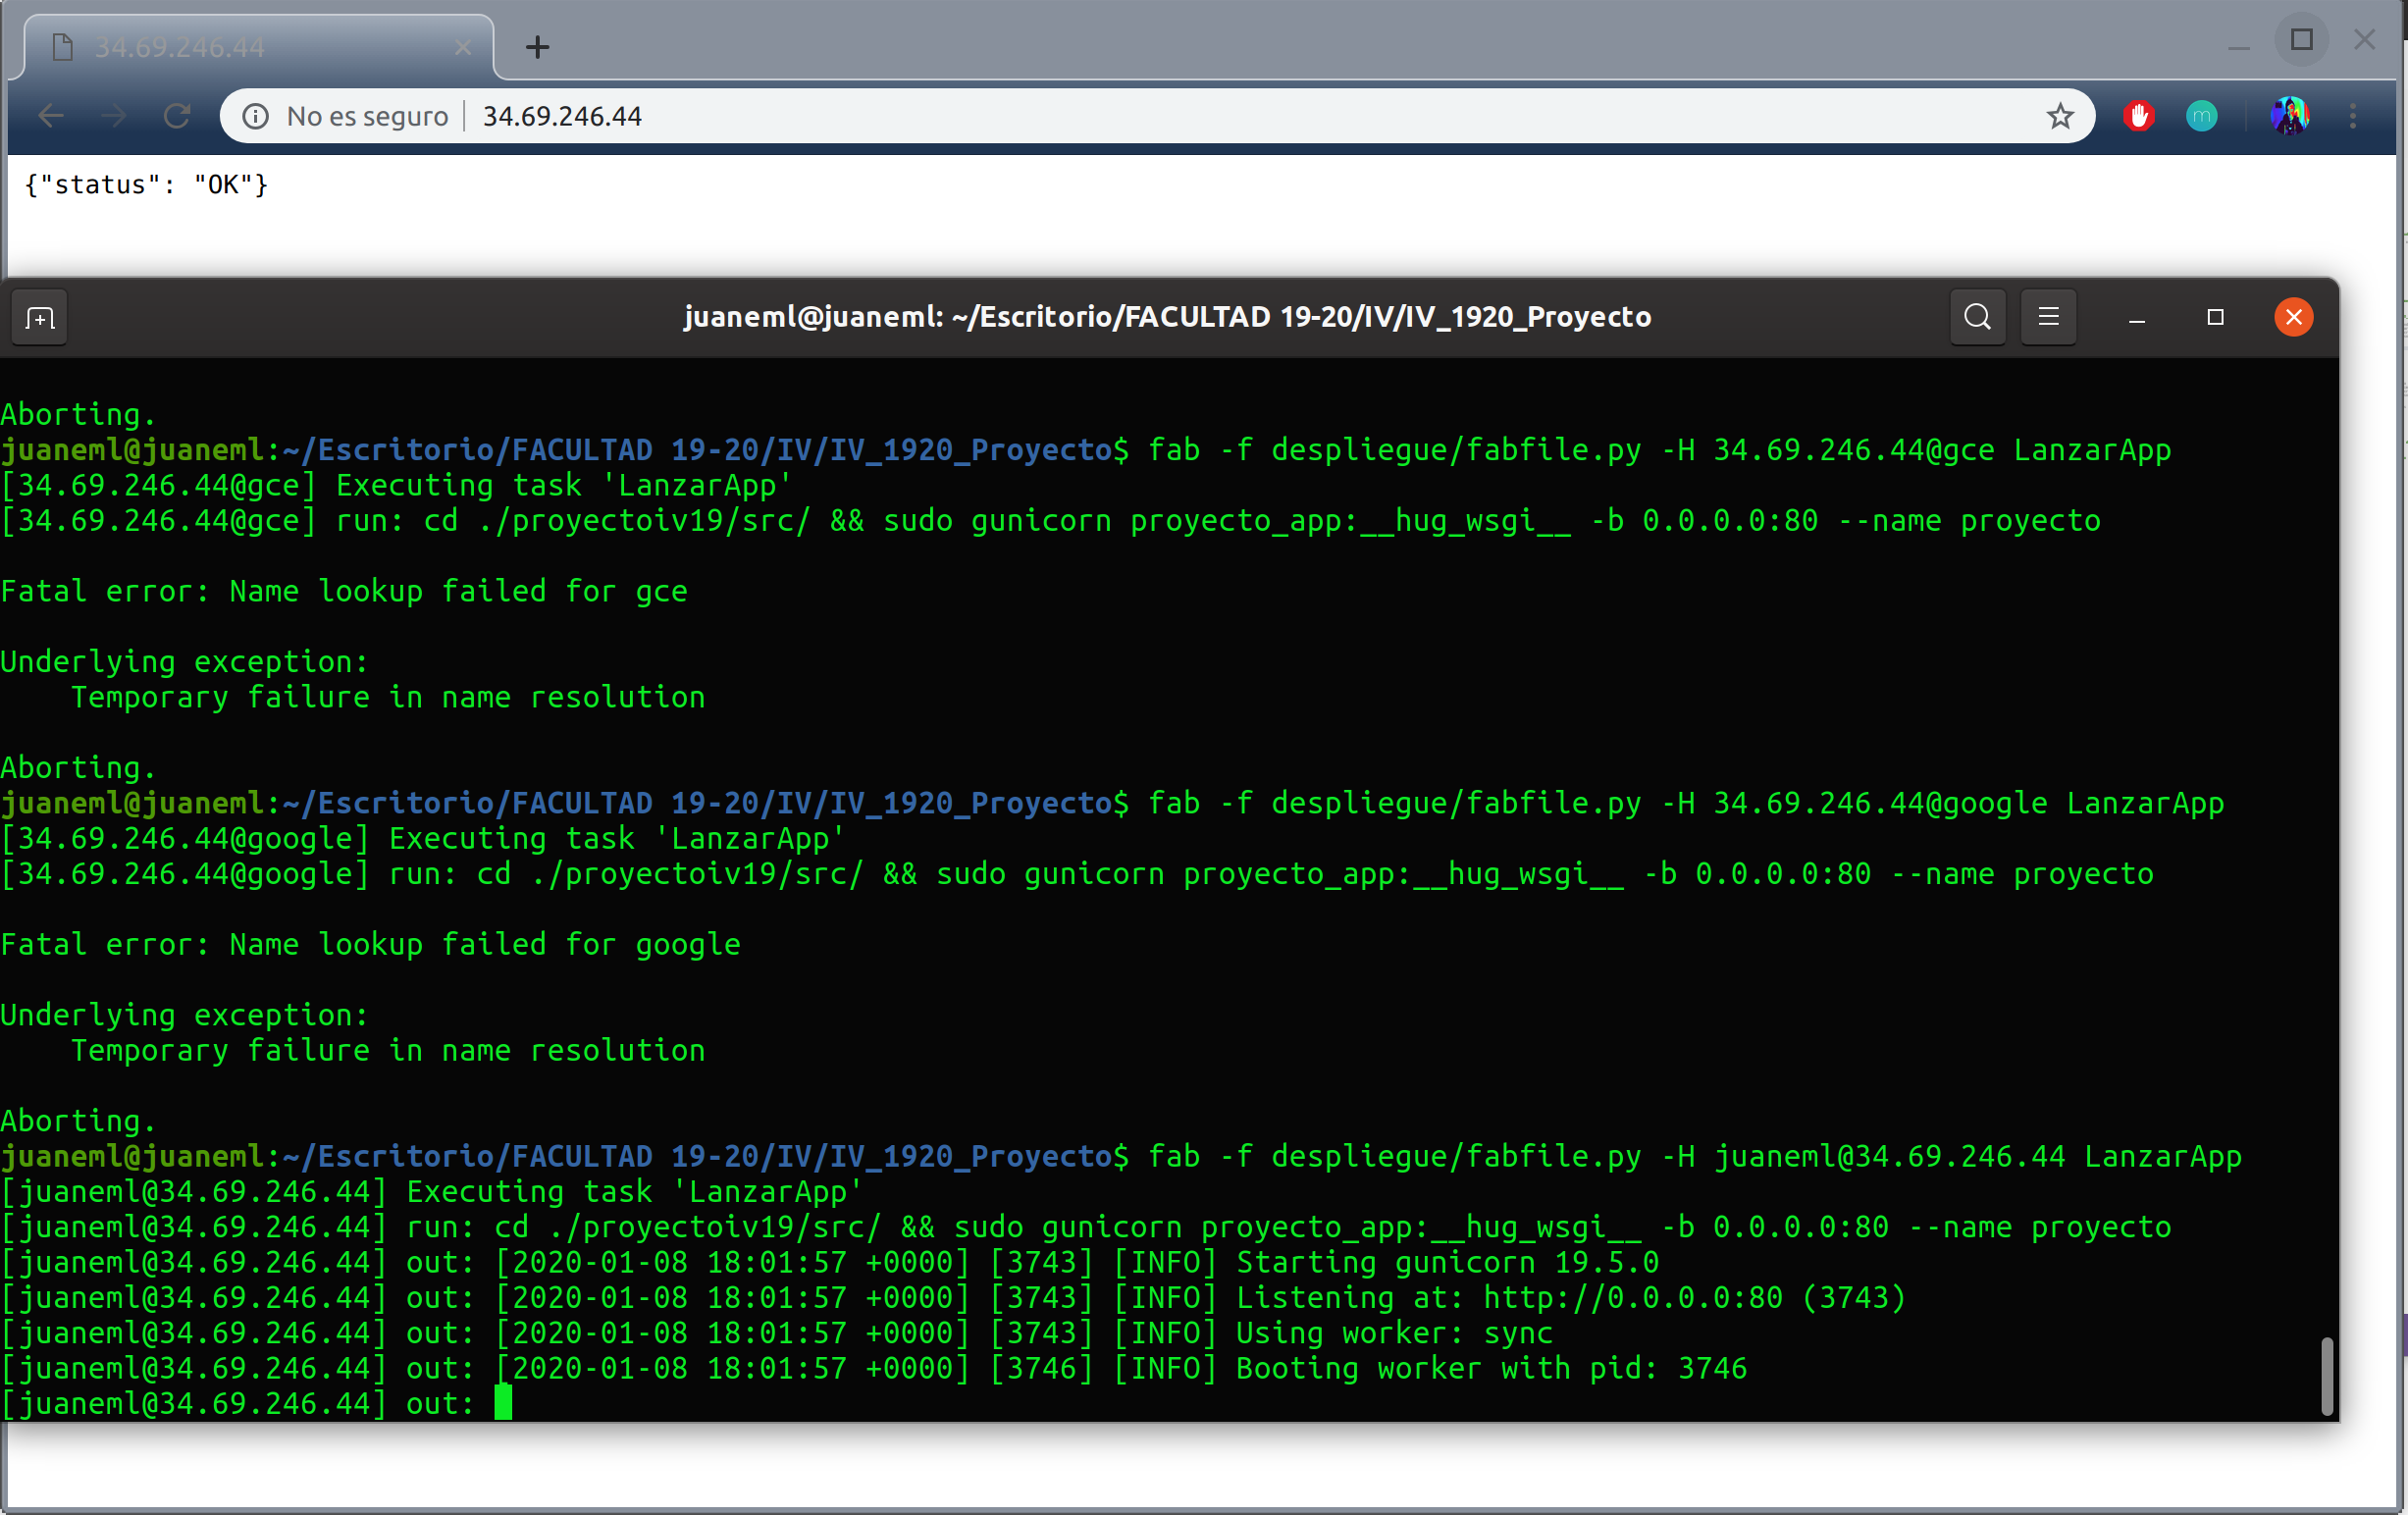 34.69.246.44
No es seguro 34.69.246.44
m
{"status": "OK"}
juaneml@juaneml: ~/Escritorio/FACULTAD 19-20/IV/IV_1920_Proyecto
Aborting.
juaneml@juaneml:~/Escritorio/FACULTAD 19-20/IV/IV_1920_Proyecto$ fab -f despliegue/fabfile.py -H 34.69.246.44@gce LanzarApp
[34.69.246.44@gce] Executing task 'LanzarApp'
[34.69.246.44@gce] run: cd ./proyectoiv19/src/ && sudo gunicorn proyecto_app:__hug_wsgi__ -b 0.0.0.0:80 --name proyecto
Fatal error: Name lookup failed for gce
Underlying exception:
    Temporary failure in name resolution
Aborting.
juaneml@juaneml:~/Escritorio/FACULTAD 19-20/IV/IV_1920_Proyecto$ fab -f despliegue/fabfile.py -H 34.69.246.44@google LanzarApp
[34.69.246.44@google] Executing task 'LanzarApp'
[34.69.246.44@google] run: cd ./proyectoiv19/src/ && sudo gunicorn proyecto_app:__hug_wsgi__ -b 0.0.0.0:80 --name proyecto
Fatal error: Name lookup failed for google
Underlying exception:
    Temporary failure in name resolution
Aborting.
juaneml@juaneml:~/Escritorio/FACULTAD 19-20/IV/IV_1920_Proyecto$ fab -f despliegue/fabfile.py -H juaneml@34.69.246.44 LanzarApp
[juaneml@34.69.246.44] Executing task 'LanzarApp'
[juaneml@34.69.246.44] run: cd ./proyectoiv19/src/ && sudo gunicorn proyecto_app:__hug_wsgi__ -b 0.0.0.0:80 --name proyecto
[juaneml@34.69.246.44] out: [2020-01-08 18:01:57 +0000] [3743] [INFO] Starting gunicorn 19.5.0
[juaneml@34.69.246.44] out: [2020-01-08 18:01:57 +0000] [3743] [INFO] Listening at: http://0.0.0.0:80 (3743)
[juaneml@34.69.246.44] out: [2020-01-08 18:01:57 +0000] [3743] [INFO] Using worker: sync
[juaneml@34.69.246.44] out: [2020-01-08 18:01:57 +0000] [3746] [INFO] Booting worker with pid: 3746
[juaneml@34.69.246.44] out: